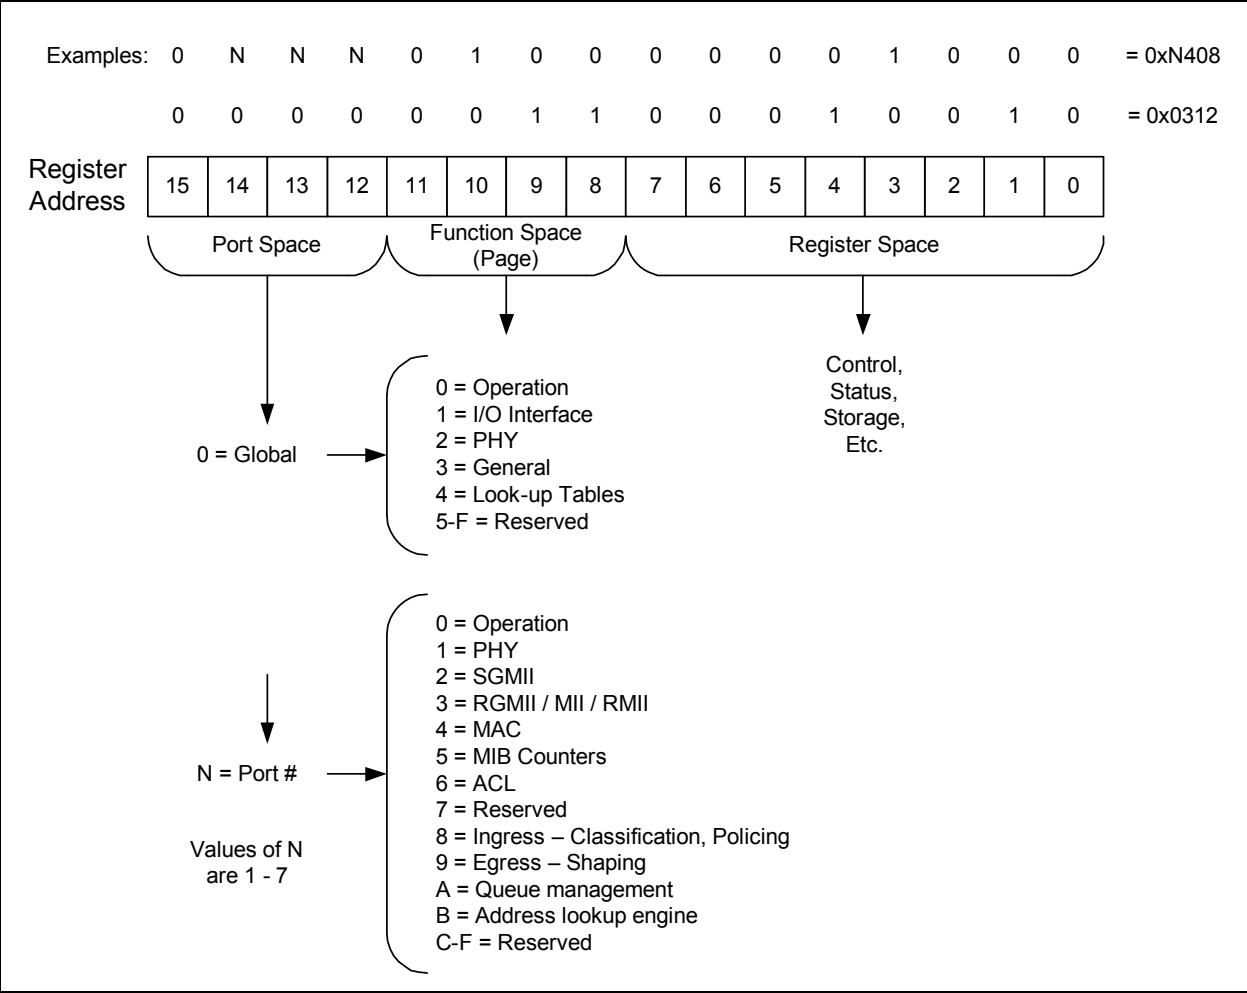 Examples: 0 N N N 0 1 0 0 0 0 0 0 1 0 0 0 = 0xN408
0 0 0 0 0 0 1 1 0 0 0 1 0 0 1 0 = 0x0312
Register
Address
15 14 13 12 11 10 9 8 7 6 5 4 3 2 1 0
Port Space
Function Space
(Page)
Register Space
Control,
Status,
Storage,
Etc.
0 = Global
0 = Operation
1 = I/O Interface
2 = PHY
3 = General
4 = Look-up Tables
5-F = Reserved
N = Port #
Values of N
are 1 - 7
0 = Operation
1 = PHY
2 = SGMII
3 = RGMII / MII / RMII
4 = MAC
5 = MIB Counters
6 = ACL
7 = Reserved
8 = Ingress – Classification, Policing
9 = Egress – Shaping
A = Queue management
B = Address lookup engine
C-F = Reserved